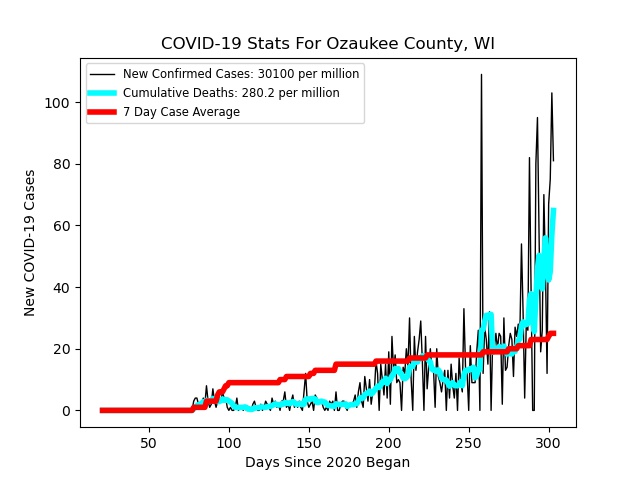 COVID-19 Stats For Ozaukee County, WI
New Confirmed Cases: 30100 per million
Cumulative Deaths: 280.2 per million
7 Day Case Average
New COVID-19 Cases
100
80
60
40
20
0
50 100 150 200 250 300
Days Since 2020 Began